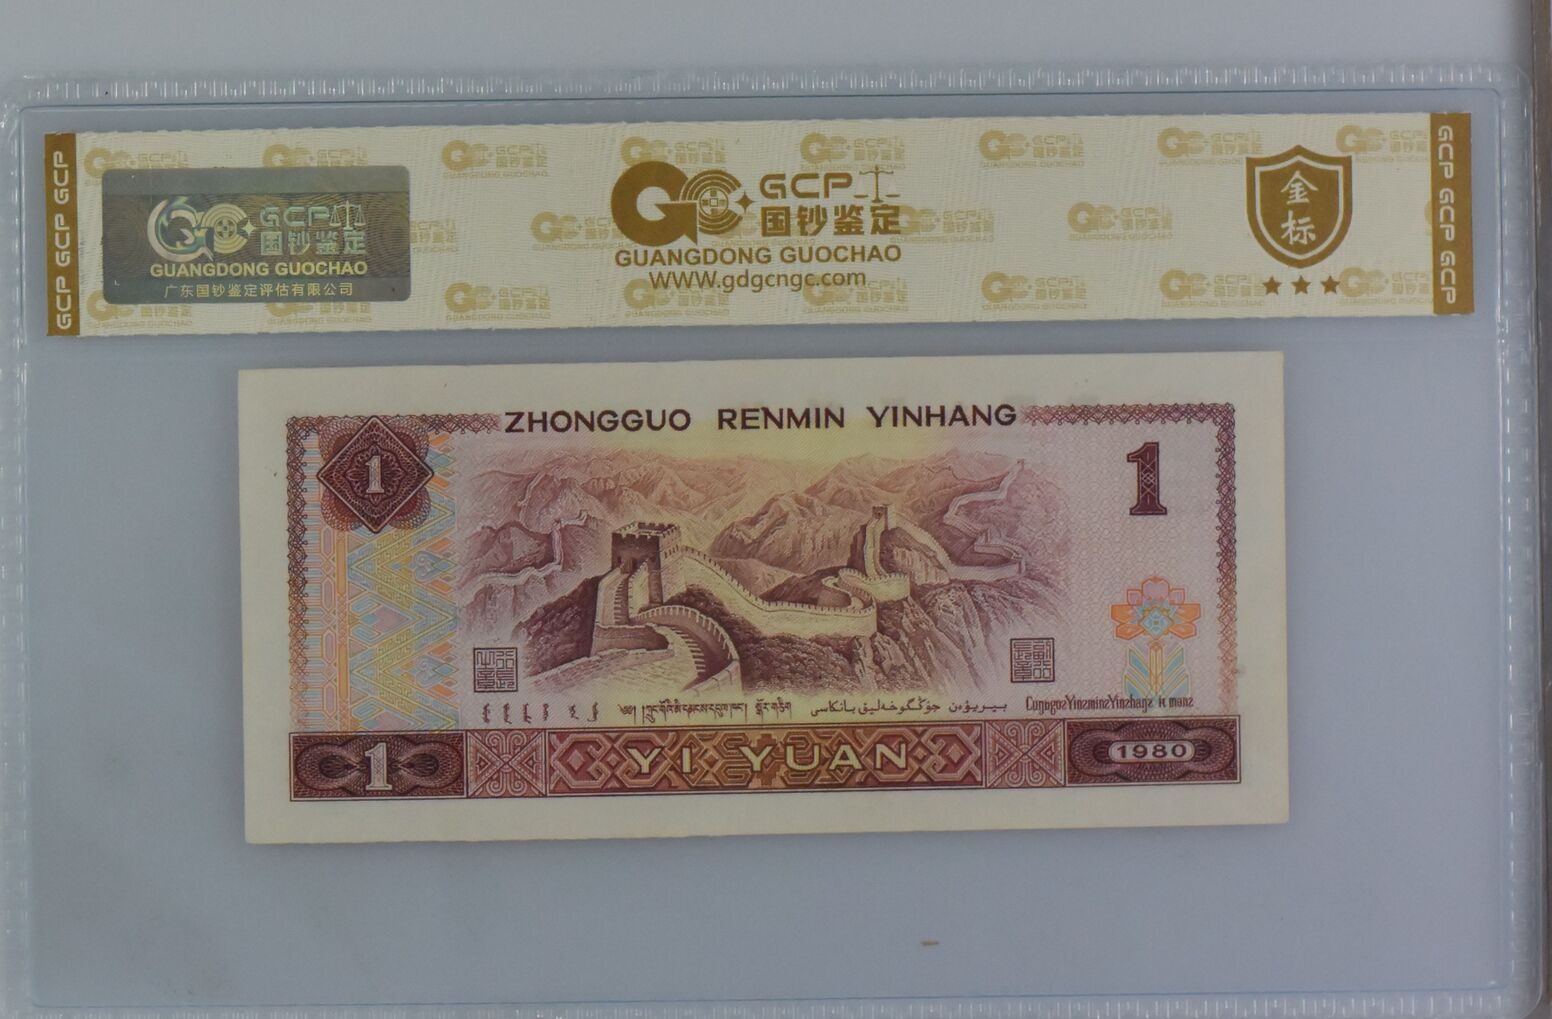 GCP GCP GCP
GCP
国钞鉴定
GUANGDONG GUOCHAO
广东国钞鉴定评估有限公司
GCP
国钞鉴定
GUANGDONG GUOCHAO
WWW.gdgcngc.com
金标
GCP GCP GCP
ZHONGGUO RENMIN YINHANG
1
1
YI YUAN
1
1980